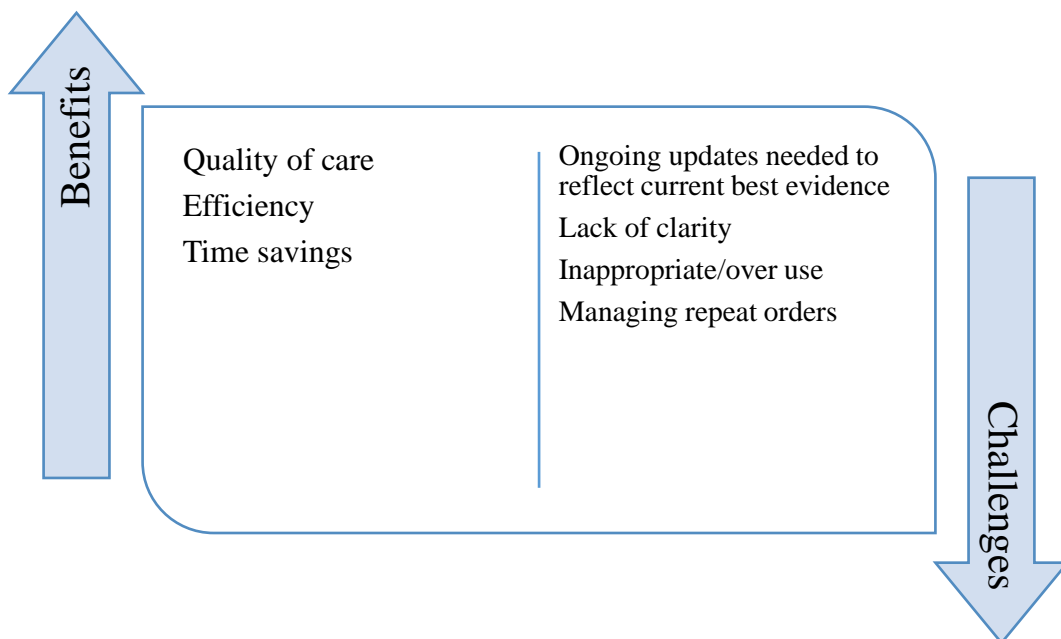 Benefits
Quality of care
Efficiency
Time savings
Ongoing updates needed to
reflect current best evidence
Lack of clarity
Inappropriate/over use
Managing repeat orders
Challenges